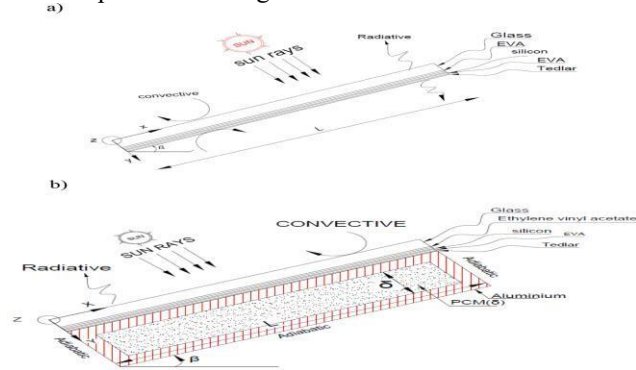 a)
SUN
sun rays
Radiative
Glass
EVA
silicon
EVA
Tedlar
convective
x
L
z
y
β
b)
SUN
SUN RAYS
CONVECTIVE
Radiative
Glass
Ethylene vinyl acetate
silicon
EVA
Tedlar
Adiabatic
Aluminium
PCM(δ)
δ
X
Z
L
Adiabatic
Adiabatic
β